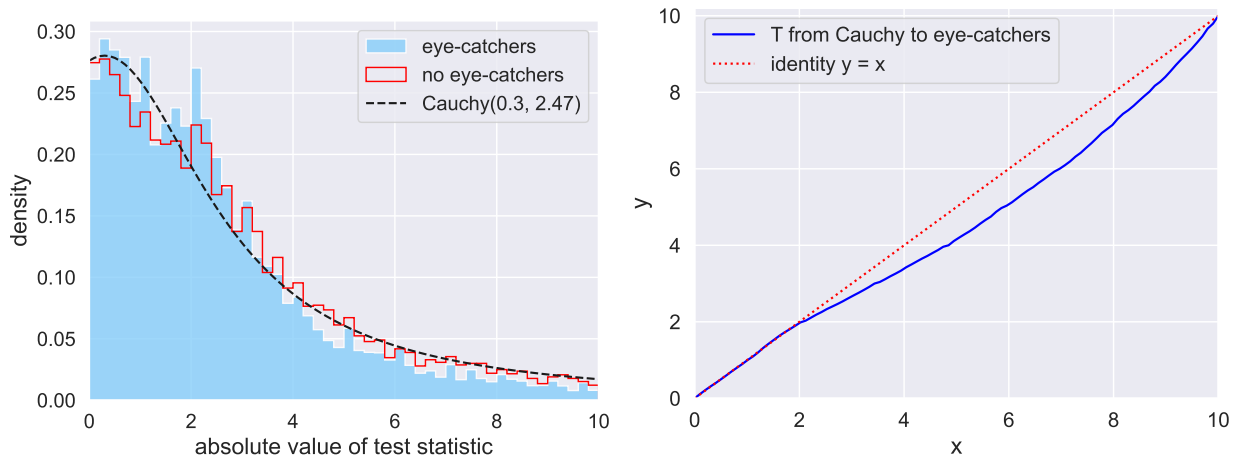 0.30
0.25
0.20
0.15
0.10
0.05
0.00
density
0 2 4 6 8 10
absolute value of test statistic
eye-catchers
no eye-catchers
Cauchy(0.3, 2.47)
10
8
6
4
2
0
y
0 2 4 6 8 10
x
T from Cauchy to eye-catchers
identity y = x